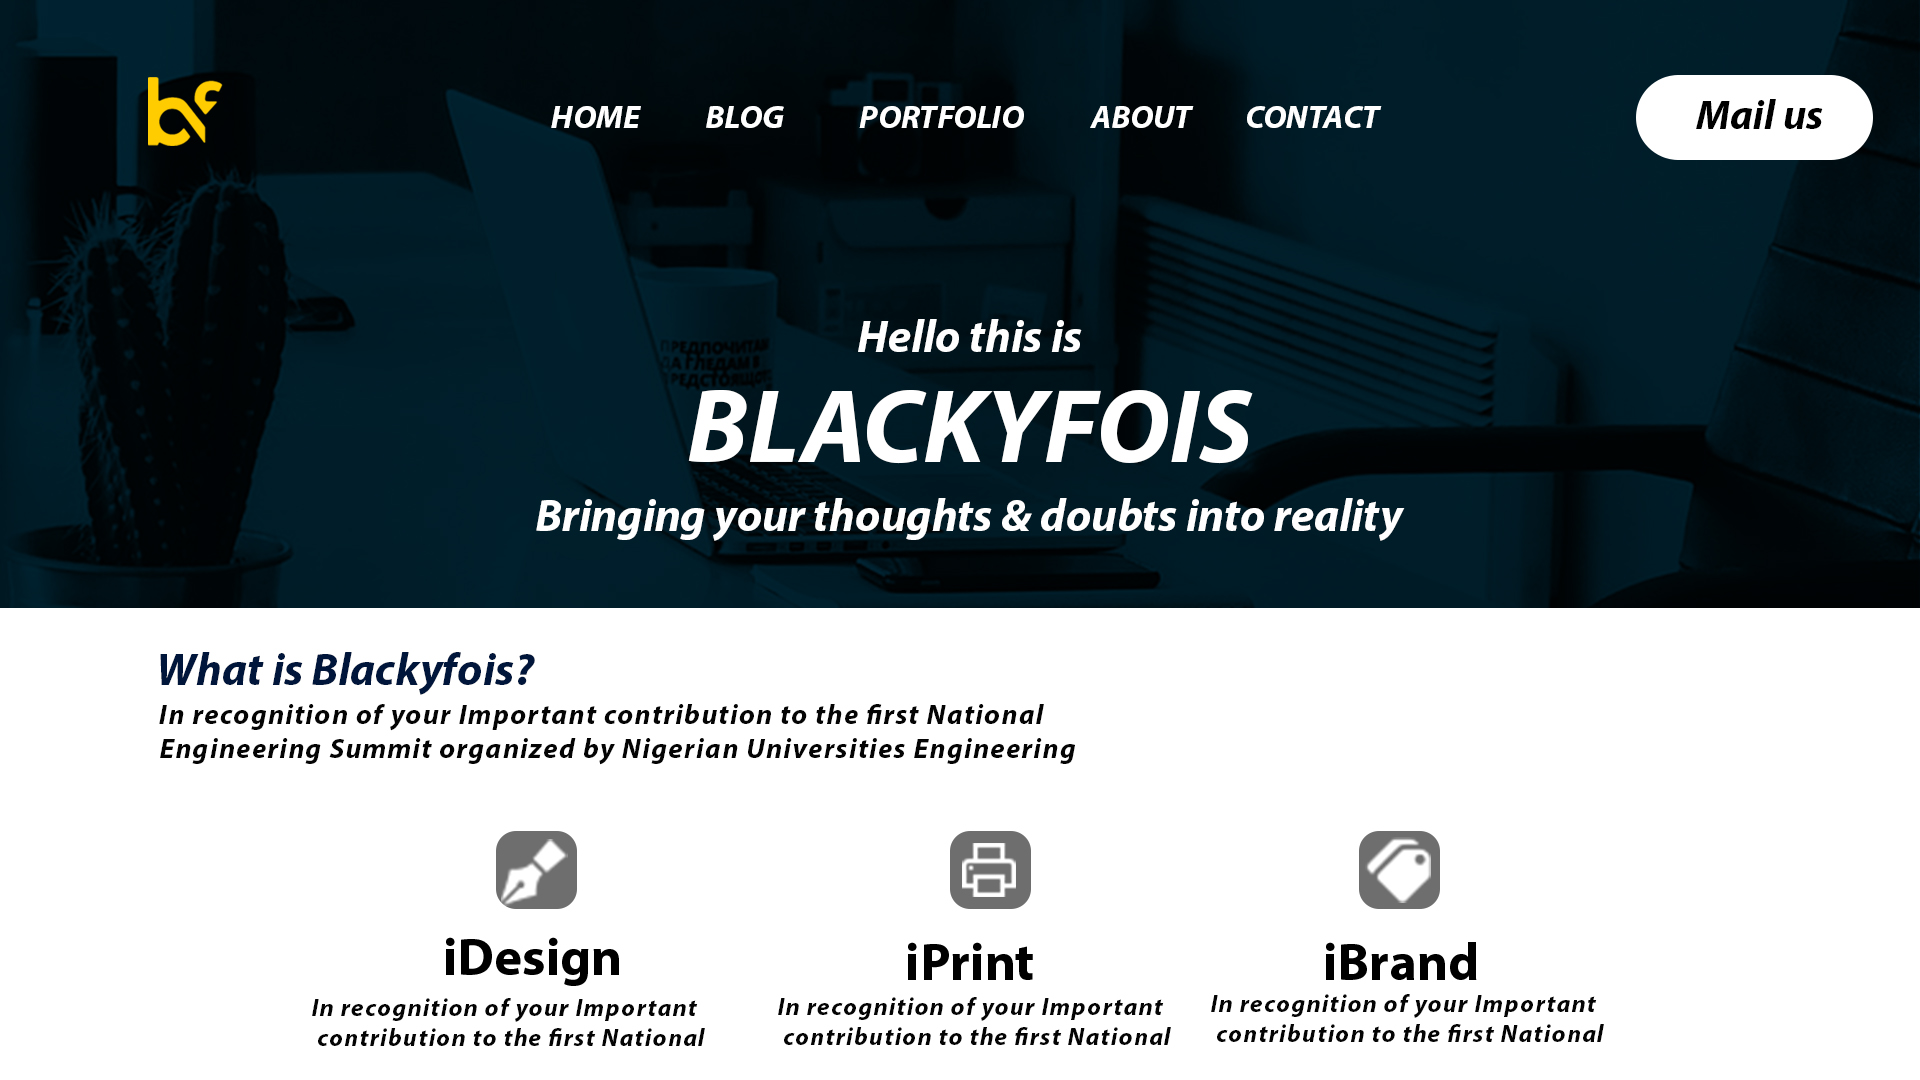 HOME BLOG PORTFOLIO ABOUT CONTACT
Mail us
Hello this is
BLACKYFOIS
Bringing your thoughts & doubts into reality
ПРЕДПОЧИТАМ
ДА ГЛЕДАМ В
What is Blackyfois?
In recognition of your Important contribution to the first National
Engineering Summit organized by Nigerian Universities Engineering
iDesign
In recognition of your Important
contribution to the first National
iPrint
In recognition of your Important
contribution to the first National
iBrand
In recognition of your Important
contribution to the first National